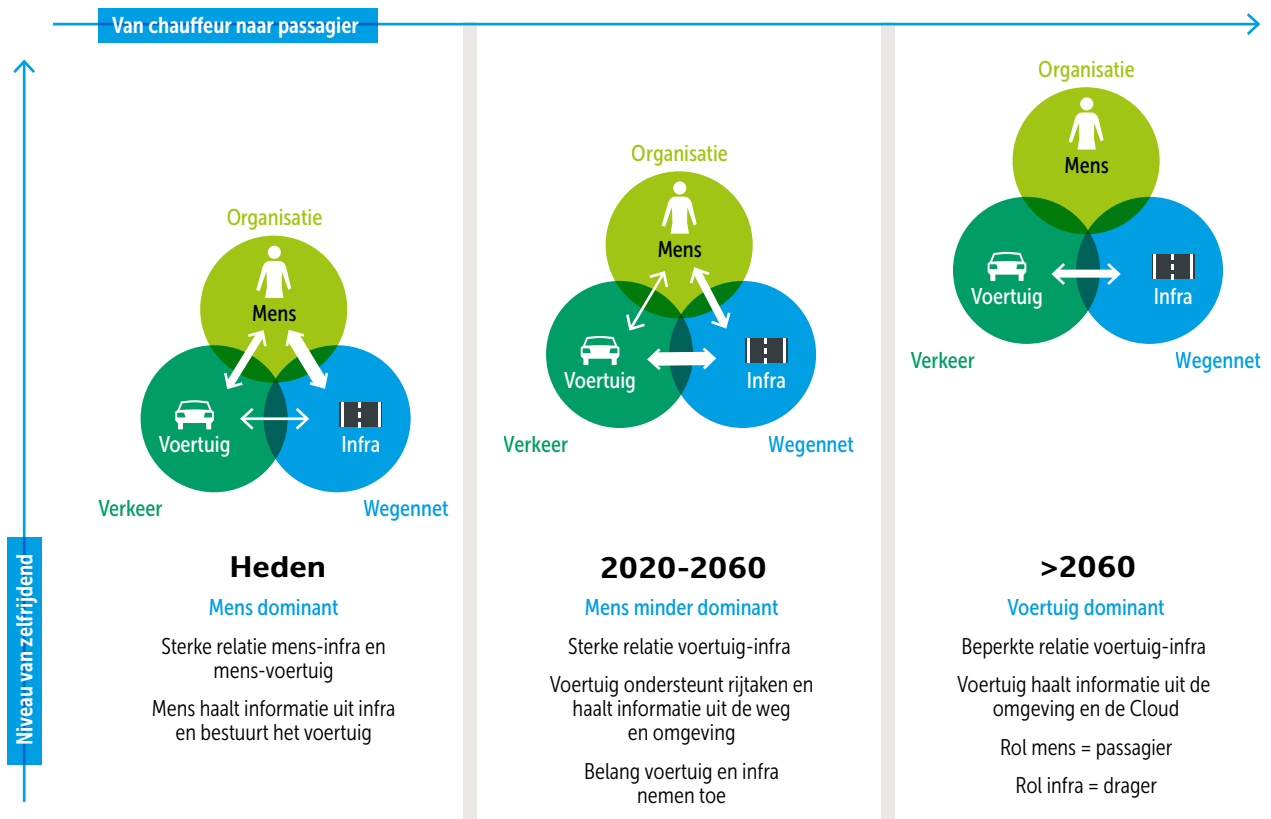 Van chauffeur naar passagier
Niveau van zelfrijdend
Organisatie
Mens
Voertuig
Infra
Verkeer
Wegennet
Heden
Mens dominant
Sterke relatie mens-infra en
mens-voertuig
Mens haalt informatie uit infra
en bestuurt het voertuig
Organisatie
Mens
Voertuig
Infra
Verkeer
Wegennet
2020-2060
Mens minder dominant
Sterke relatie voertuig-infra
Voertuig ondersteunt rijtaken en
haalt informatie uit de weg
en omgeving
Belang voertuig en infra
nemen toe
Organisatie
Mens
Voertuig
Infra
Verkeer
Wegennet
>2060
Voertuig dominant
Beperkte relatie voertuig-infra
Voertuig haalt informatie uit de
omgeving en de Cloud
Rol mens = passagier
Rol infra = drager